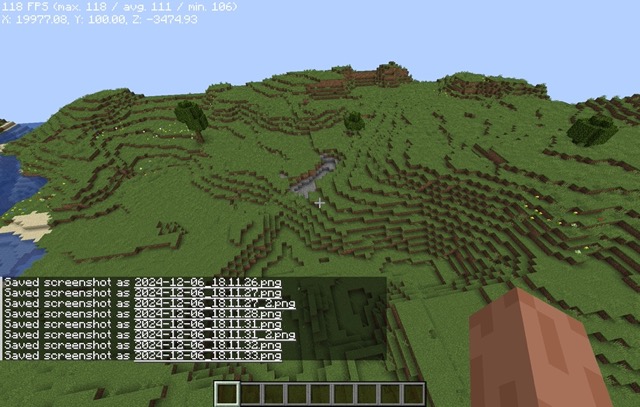 118 FPS (max. 118 / avg. 111 / min. 106)
X: 19977.08, Y: 100.00, Z: -3474.93
Saved screenshot as 2024-12-06_18.11.26.png
Saved screenshot as 2024-12-06_18.11.27.png
Saved screenshot as 2024-12-06_18.11.27_2.png
Saved screenshot as 2024-12-06_18.11.28.png
Saved screenshot as 2024-12-06_18.11.31.png
Saved screenshot as 2024-12-06_18.11.31_2.png
Saved screenshot as 2024-12-06_18.11.32.png
Saved screenshot as 2024-12-06_18.11.33.png